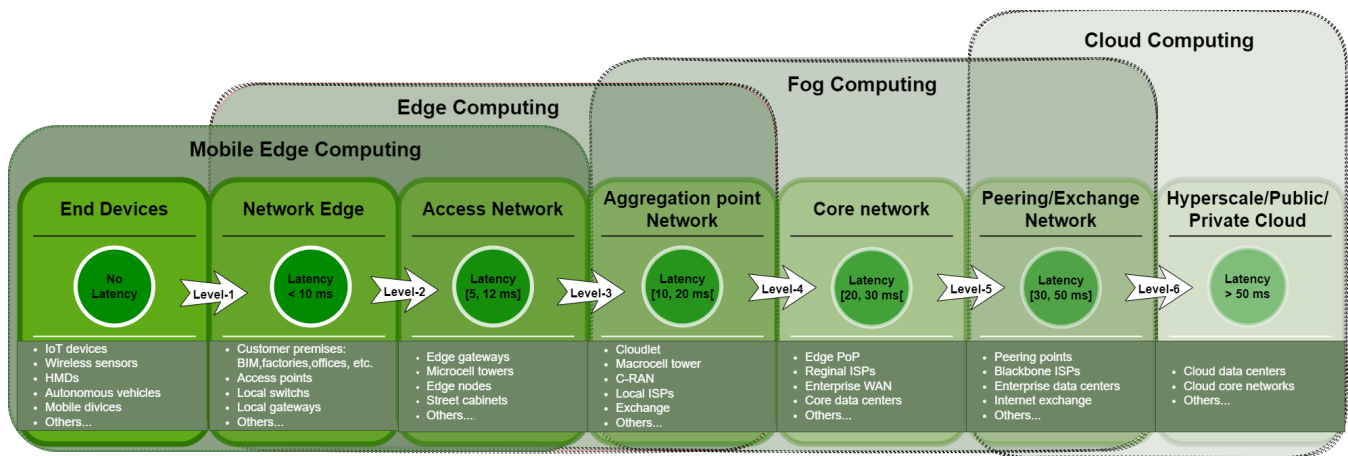 Cloud Computing
Fog Computing
Edge Computing
Mobile Edge Computing
End Devices
No
Latency
• IoT devices
• Wireless sensors
• HMDs
• Autonomous vehicles
• Mobile divices
• Others...
Level-1
Network Edge
Latency
< 10 ms
• Customer premises:
BIM,factories,offices, etc.
• Access points
• Local switchs
• Local gateways
• Others...
Level-2
Access Network
Latency
[5, 12 ms]
• Edge gateways
• Microcell towers
• Edge nodes
• Street cabinets
• Others....
Level-3
Aggregation point
Network
Latency
[10, 20 ms[
• Cloudlet
• Macrocell tower
• C-RAN
• Local ISPs
• Exchange
• Others...
Level-4
Core network
Latency
[20, 30 ms[
• Edge PoP
• Reginal ISPs
• Enterprise WAN
• Core data centers
• Others...
Level-5
Peering/Exchange
Network
Latency
[30, 50 ms]
• Peering points
• Blackbone ISPs
• Enterprise data centers
• Internet exchange
• Others...
Level-6
Hyperscale/Public/
Private Cloud
Latency
> 50 ms
• Cloud data centers
• Cloud core networks
• Others...